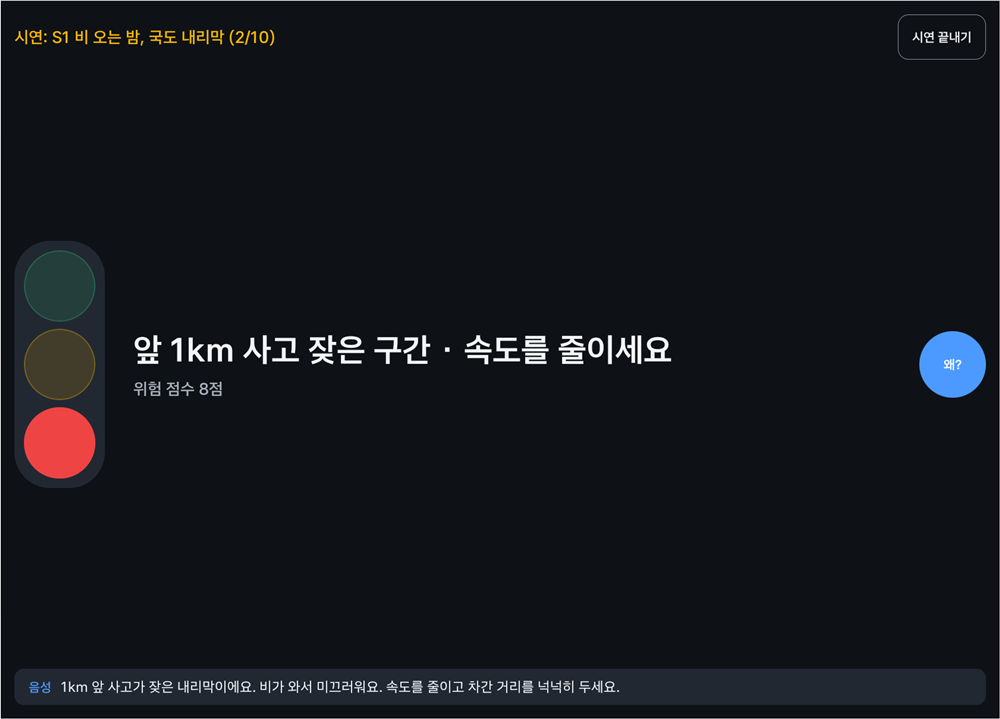 시연: S1 비 오는 밤, 국도 내리막 (2/10)
시연 끝내기
앞 1km 사고 잦은 구간 · 속도를 줄이세요
위험 점수 8점
왜?
음성 1km 앞 사고가 잦은 내리막이에요. 비가 와서 미끄러워요. 속도를 줄이고 차간 거리를 넉넉히 두세요.